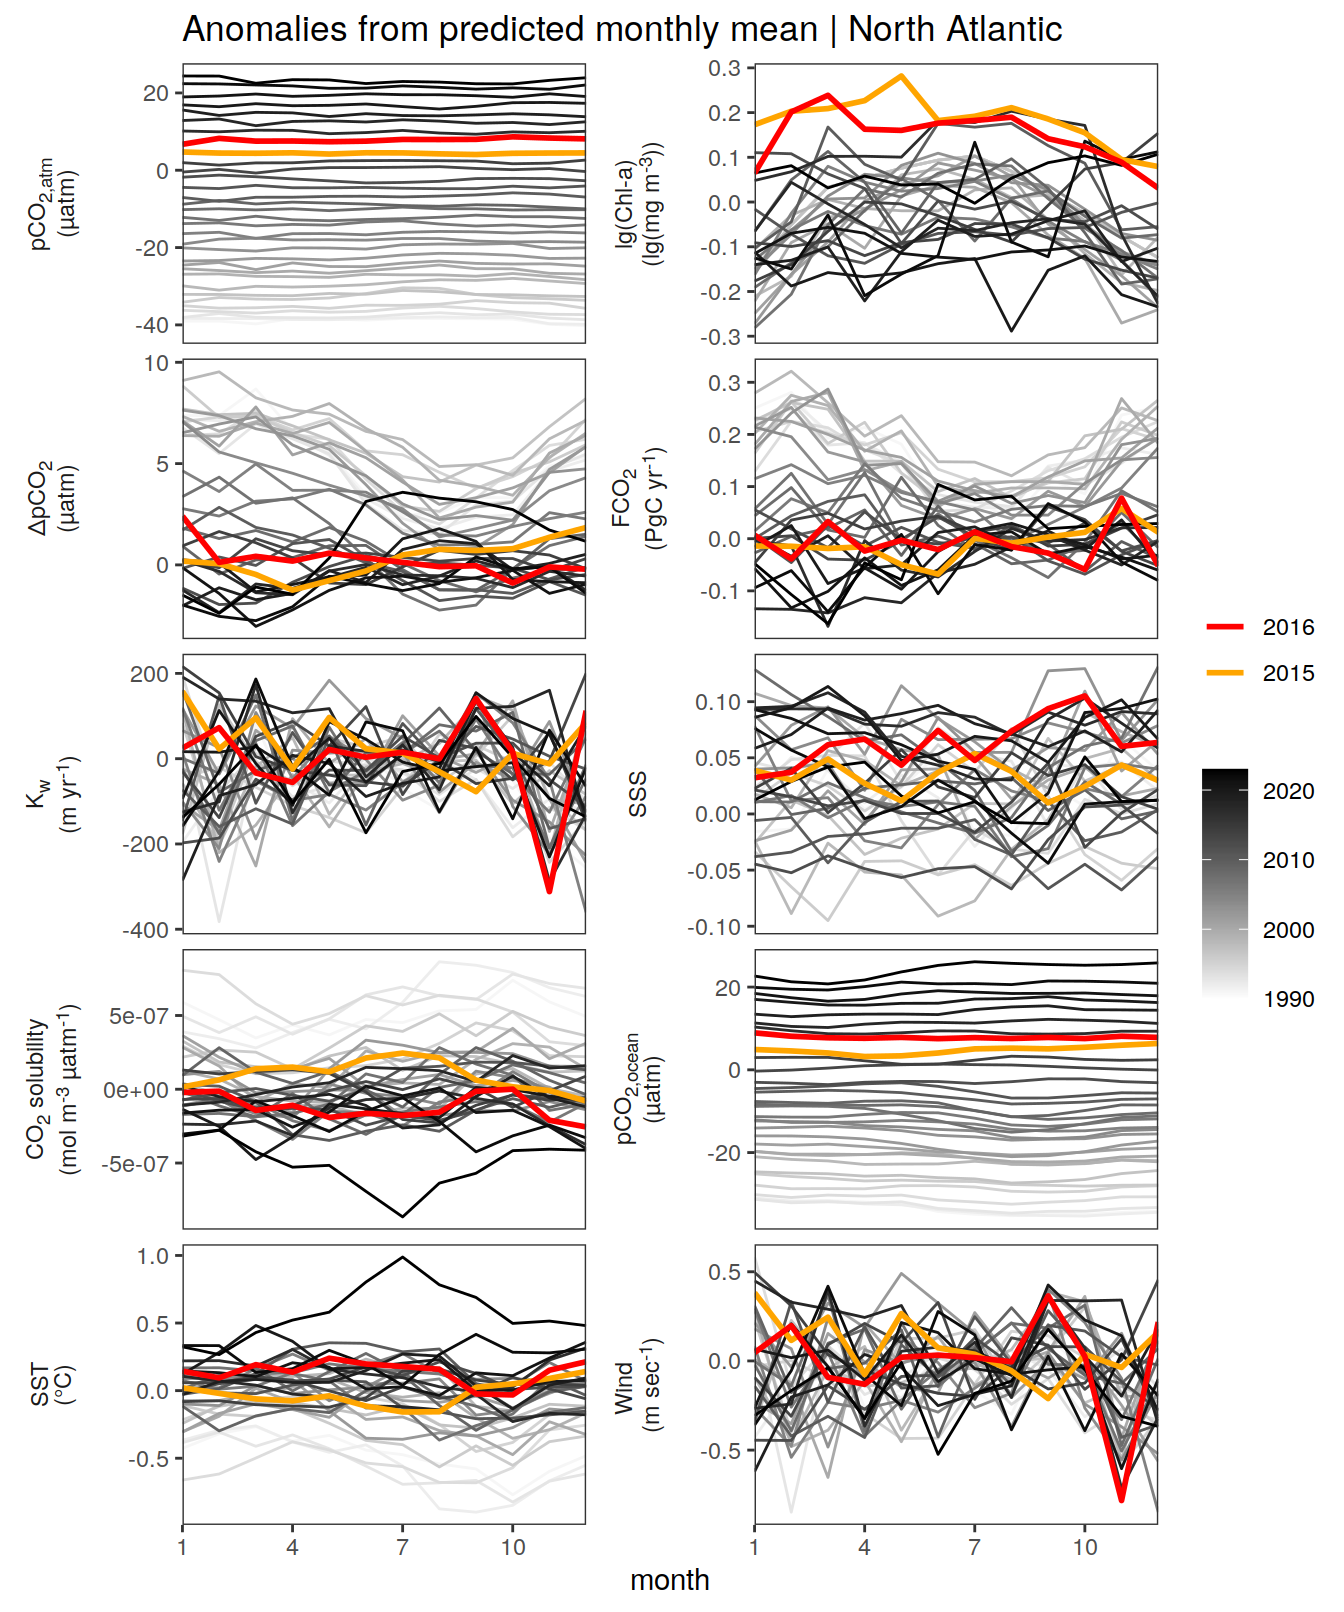 Anomalies from predicted monthly mean | North Atlantic
pCO2,atm
(µatm)
20
0
-20
-40
lg(Chl-a)
(lg(mg m-3))
0.3
0.2
0.1
0.0
-0.1
-0.2
-0.3
ΔpCO2
(µatm)
10
5
0
FCO2
(PgC yr-1)
0.3
0.2
0.1
0.0
-0.1
Kw
(m yr-1)
200
0
-200
-400
SSS
0.10
0.05
0.00
-0.05
-0.10
CO2 solubility
(mol m-3 µatm-1)
5e-07
0e+00
-5e-07
pCO2,ocean
(µatm)
20
0
-20
SST
(°C)
1.0
0.5
0.0
-0.5
Wind
(m sec-1)
0.5
0.0
-0.5
1 4 7 10
1 4 7 10
month
2016
2015
2020
2010
2000
1990